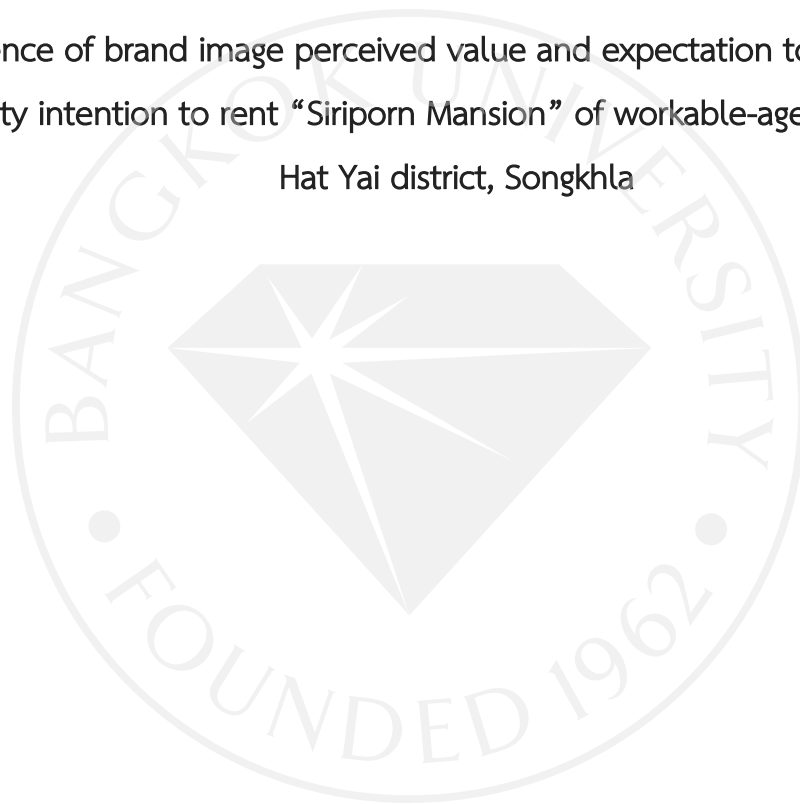 ence of brand image perceived value and expectation to
ty intention to rent “Siriporn Mansion” of workable-age
Hat Yai district, Songkhla
BANGKOK UNIVERSITY
FOUNDED 1962